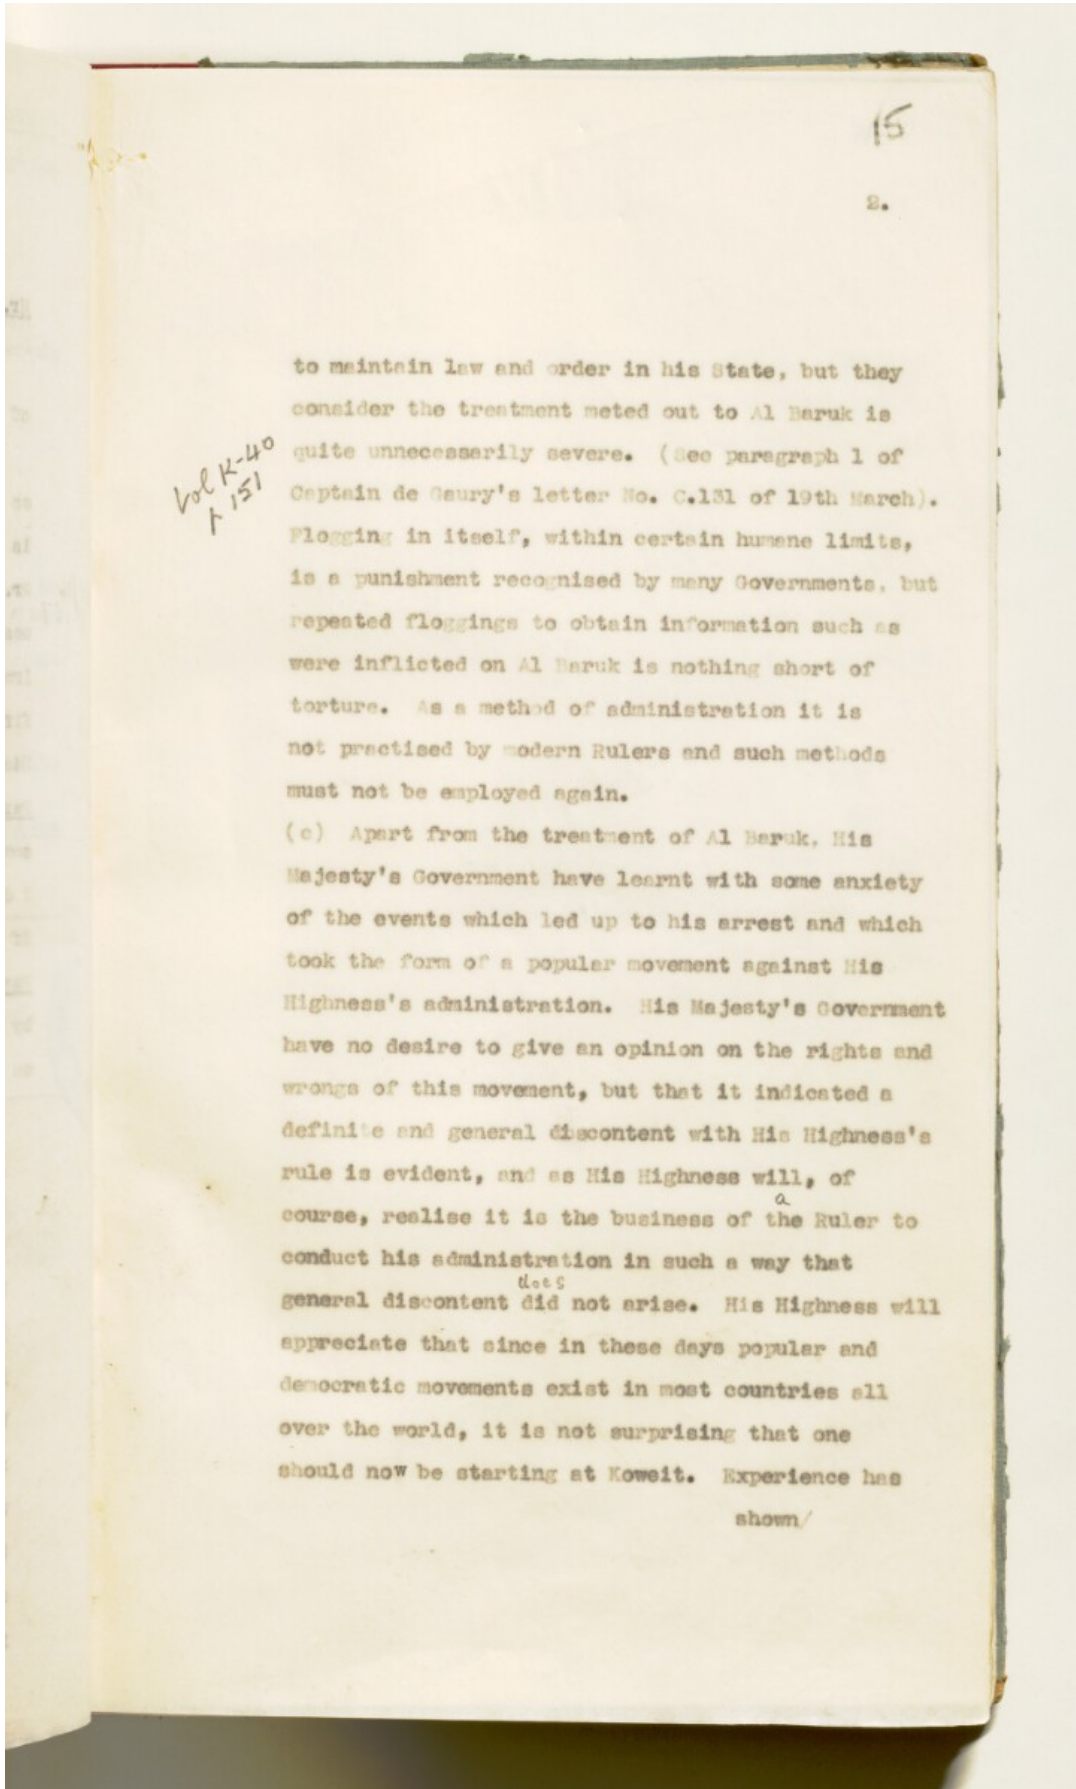 15
2.
to maintain law and order in his State, but they
consider the treatment meted out to Al Baruk is
quite unnecessarily severe. (See paragraph 1 of
Vol K-40
p 151
Captain de Gaury's letter No. C.131 of 19th March).
Flogging in itself, within certain humane limits,
is a punishment recognised by many Governments, but
repeated floggings to obtain information such as
were inflicted on Al Baruk is nothing short of
torture. As a method of administration it is
not practised by modern Rulers and such methods
must not be employed again.
(c) Apart from the treatment of Al Baruk, His
Majesty's Government have learnt with some anxiety
of the events which led up to his arrest and which
took the form of a popular movement against His
Highness's administration. His Majesty's Government
have no desire to give an opinion on the rights and
wrongs of this movement, but that it indicated a
definite and general discontent with His Highness's
rule is evident, and as His Highness will, of
a
course, realise it is the business of the Ruler to
conduct his administration in such a way that
does
general discontent did not arise. His Highness will
appreciate that since in these days popular and
democratic movements exist in most countries all
over the world, it is not surprising that one
should now be starting at Koweit. Experience has
shown/